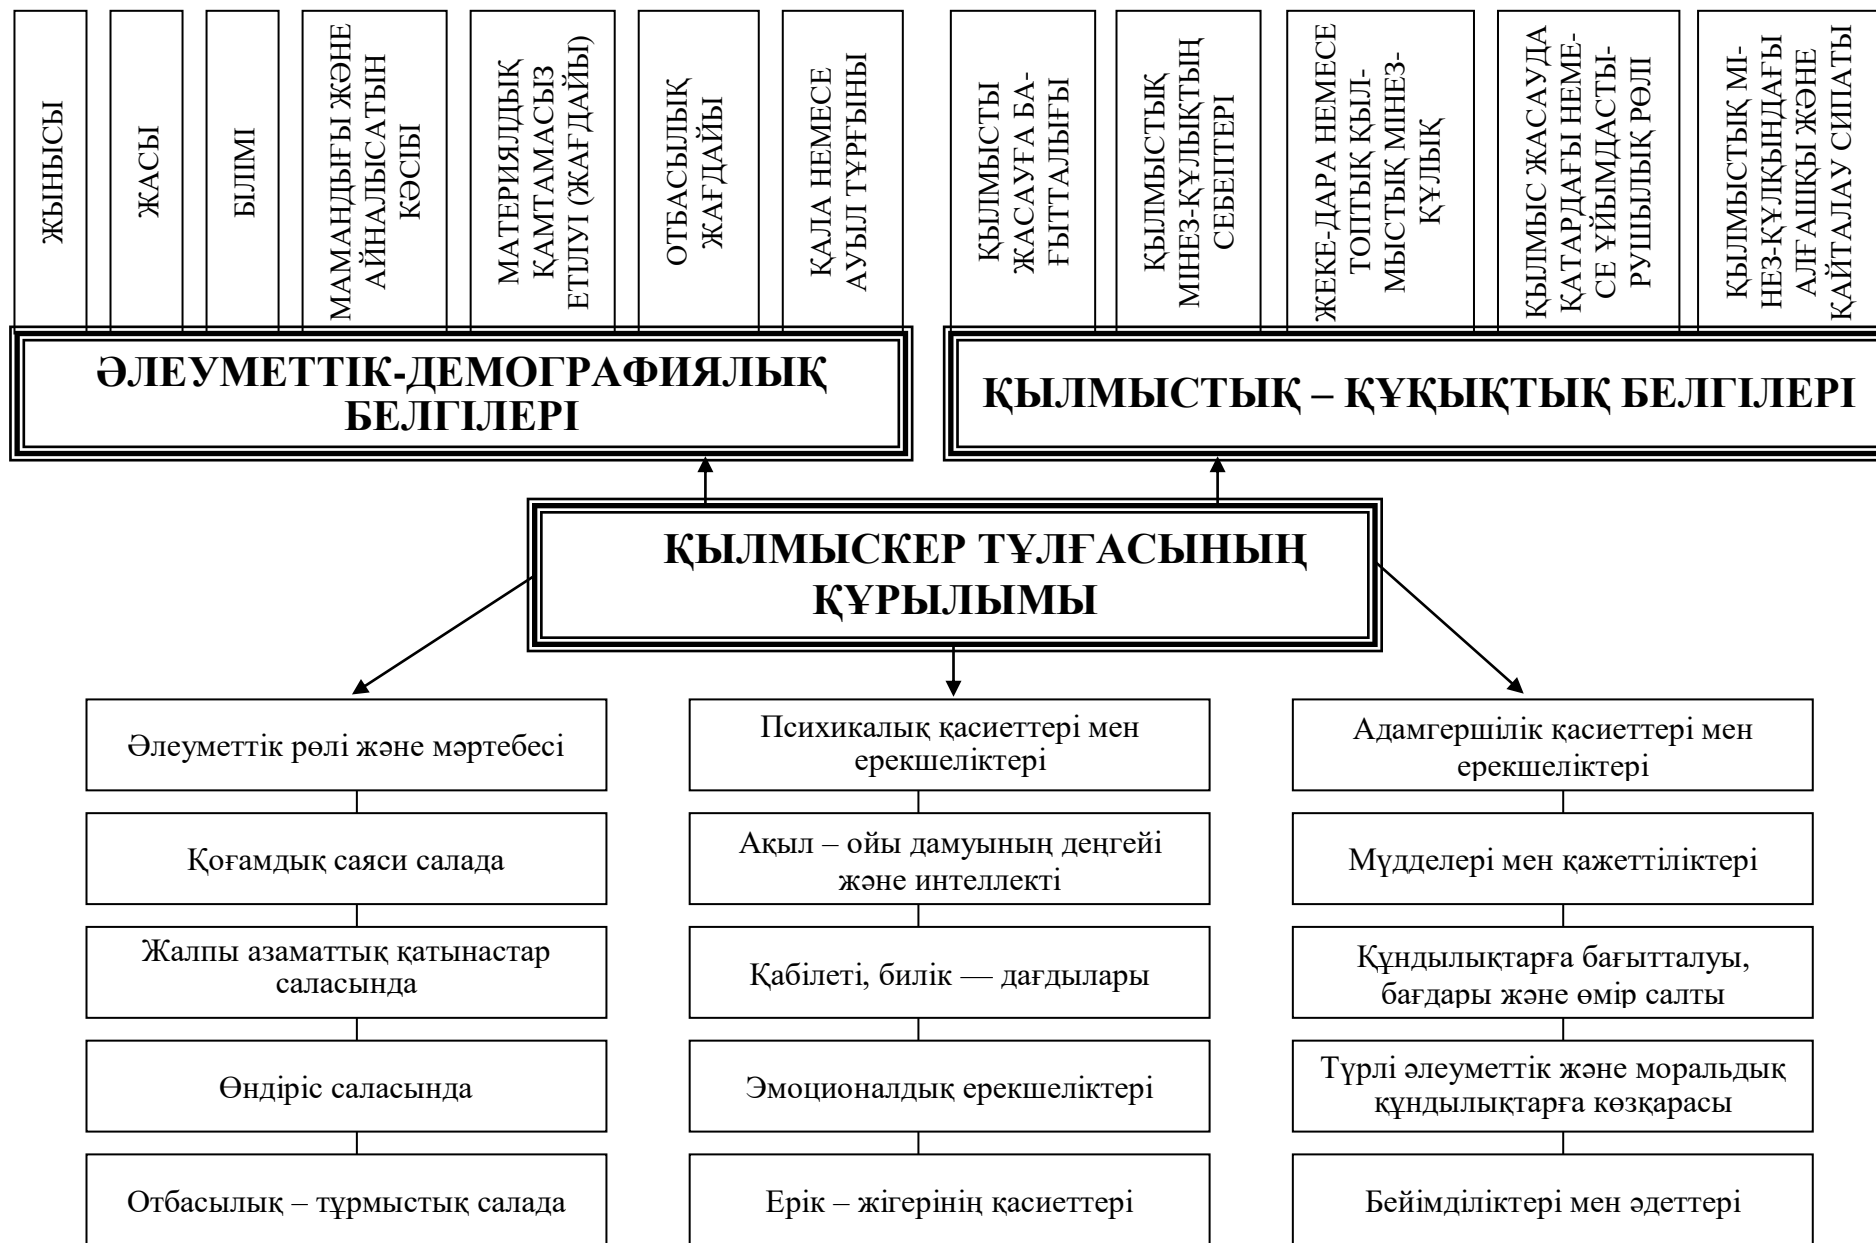 ЖЫНЫСЫ
ЖАСЫ
БІЛІМІ
МАМАНДЫҒЫ ЖӘНЕ
АЙНАЛЫСАТЫН
КӘСІБІ
МАТЕРИЯЛДЫҚ
ҚАМТАМАСЫЗ
ЕТІЛУІ (ЖАҒДАЙЫ)
ОТБАСЫЛЫҚ
ЖАҒДАЙЫ
ҚАЛА НЕМЕСЕ
АУЫЛ ТҰРҒЫНЫ
ҚЫЛМЫСТЫ
ЖАСАУҒА БА-
ҒЫТТАЛЫҒЫ
ҚЫЛМЫСТЫҚ
МІНЕЗ-ҚҰЛЫҚТЫҢ
СЕБЕПТЕРІ
ЖЕКЕ-ДАРА НЕМЕСЕ
ТОПТЫҚ ҚЫЛ-
МЫСТЫҚ МІНЕЗ-
ҚҰЛЫҚ
ҚЫЛМЫС ЖАСАУДА
ҚАТАРДАҒЫ НЕМЕ-
СЕ ҰЙЫМДАСТЫ-
РУШЫЛЫҚ РӨЛІ
ҚЫЛМЫСТЫҚ МІ-
НЕЗ-ҚҰЛҚЫНДАҒЫ
АЛҒАШҚЫ ЖӘНЕ
ҚАЙТАЛАУ СИПАТЫ
ӘЛЕУМЕТТІК-ДЕМОГРАФИЯЛЫҚ
БЕЛГІЛЕРІ
ҚЫЛМЫСТЫҚ – ҚҰҚЫҚТЫҚ БЕЛГІЛЕРІ
ҚЫЛМЫСКЕР ТҰЛҒАСЫНЫҢ
ҚҰРЫЛЫМЫ
Әлеуметтік рөлі және мәртебесі
Қоғамдық саяси салада
Жалпы азаматтық қатынастар
саласында
Өндіріс саласында
Отбасылық – тұрмыстық салада
Психикалық қасиеттері мен
ерекшеліктері
Ақыл – ойы дамуының деңгейі
және интеллекті
Қабілеті, билік — дағдылары
Эмоционалдық ерекшеліктері
Ерік – жігерінің қасиеттері
Адамгершілік қасиеттері мен
ерекшеліктері
Мүдделері мен қажеттіліктері
Құндылықтарға бағытталуы,
бағдары және өмір салты
Түрлі әлеуметтік және моральдық
құндылықтарға көзқарасы
Бейімділіктері мен әдеттері